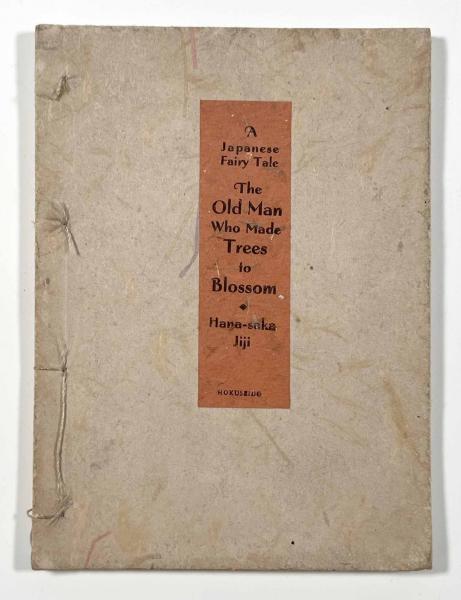 A
Japanese
Fairy Tale
The
Old Man
Who Made
Trees
to
Blossom
Hana-saka
Jiji
HOKUSEIDO